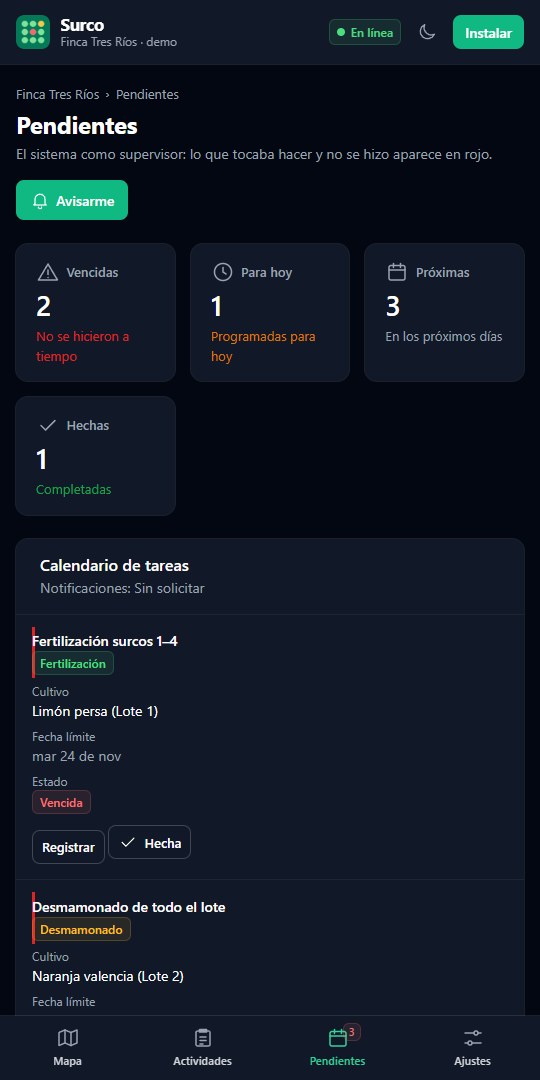 Surco
Finca Tres Ríos · demo
En línea
Instalar
Finca Tres Ríos › Pendientes
Pendientes
El sistema como supervisor: lo que tocaba hacer y no se hizo aparece en rojo.
Avisarme
Vencidas
2
No se hicieron a
tiempo
Para hoy
1
Programadas para
hoy
Próximas
3
En los próximos días
Hechas
1
Completadas
Calendario de tareas
Notificaciones: Sin solicitar
Fertilización surcos 1–4
Fertilización
Cultivo
Limón persa (Lote 1)
Fecha límite
mar 24 de nov
Estado
Vencida
Registrar
Hecha
Desmamonado de todo el lote
Desmamonado
Cultivo
Naranja valencia (Lote 2)
Fecha límite
3
Mapa
Actividades
Pendientes
Ajustes